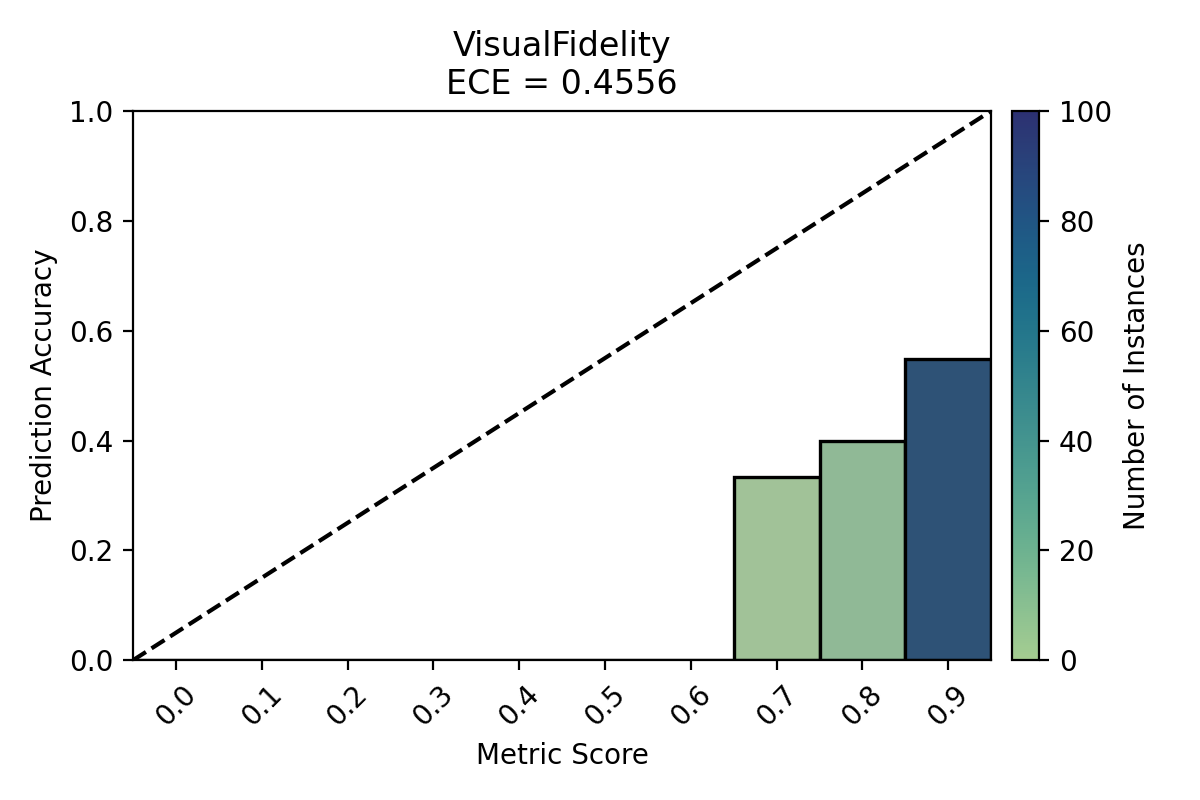 VisualFidelity
ECE = 0.4556
1.0
0.8
0.6
0.4
0.2
0.0
Prediction Accuracy
0.0 0.1 0.2 0.3 0.4 0.5 0.6 0.7 0.8 0.9
Metric Score
100
80
60
40
20
0
Number of Instances